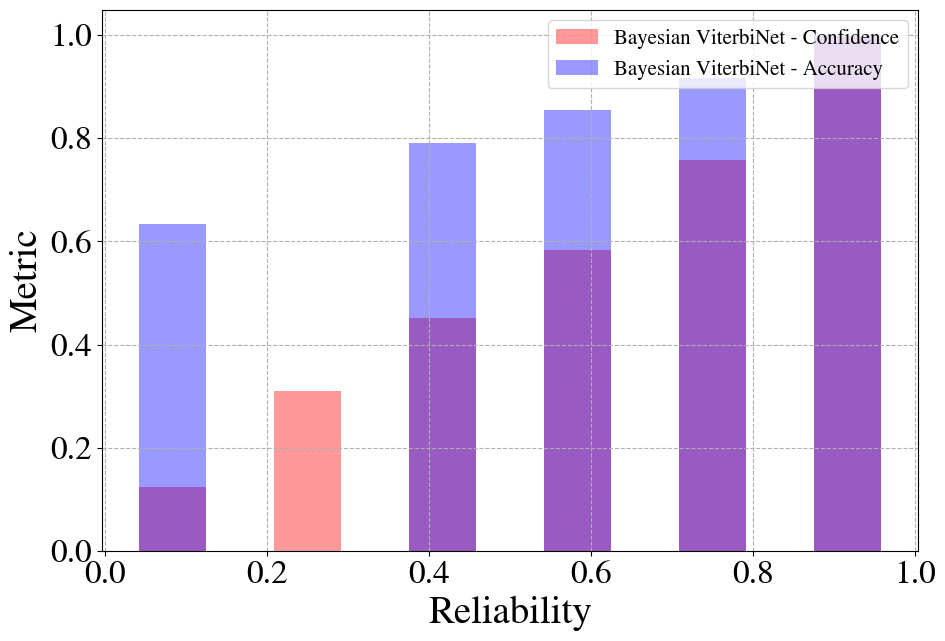 Bayesian ViterbiNet - Confidence
Bayesian ViterbiNet - Accuracy
Metric
1.0
0.8
0.6
0.4
0.2
0.0
0.0 0.2 0.4 0.6 0.8 1.0
Reliability